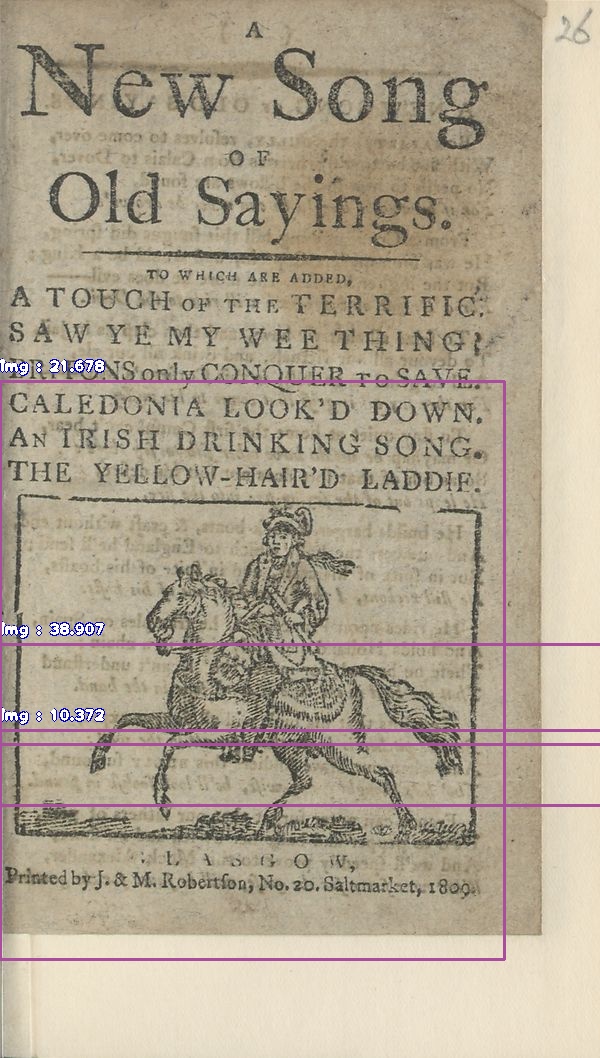 26
A
New Song
OF
Old Sayings.
TO WHICH ARE ADDED,
A TOUCH OF THE TERRIFIC.
SAW YE MY WEE THING?
Img : 21.678
BRITONS only CONQUER TO SAVE.
CALEDONIA LOOK'D DOWN.
AN IRISH DRINKING SONG.
THE YELLOW-HAIR'D LADDIE.
Img : 38.907
Img : 10.372
GLASGOW,
Printed by J. & M. Robertſon, No. 20. Saltmarket, 1809.